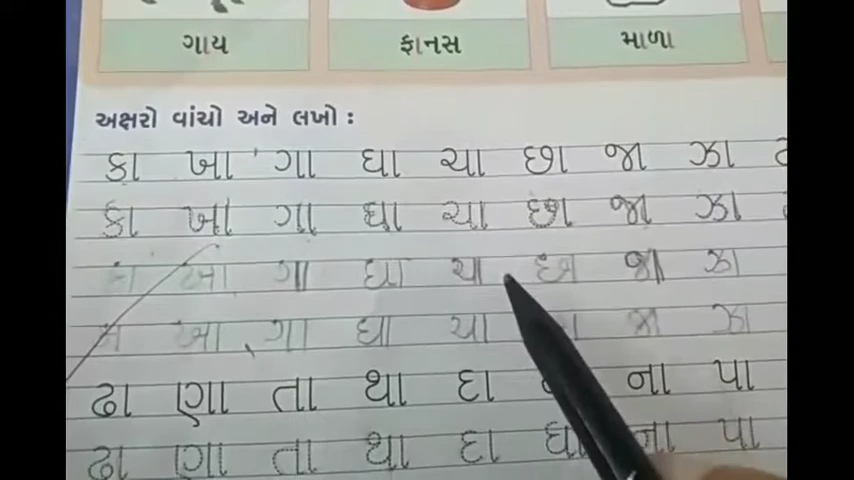 ગાય ફાનસ માળા
અક્ષરો વાંચો અને લખો :
કા ખા ગા ઘા ચા છા જા ઝા
કા ખા ગા ઘા ચા છા જા ઝા
ખા ગા ઘા ચા છા જા ઝા
ખા ગા ઘા ચા જા ઝા
ઢા ણા તા થા દા ના પા
ઢા ણા તા થા દા ધા ના પા